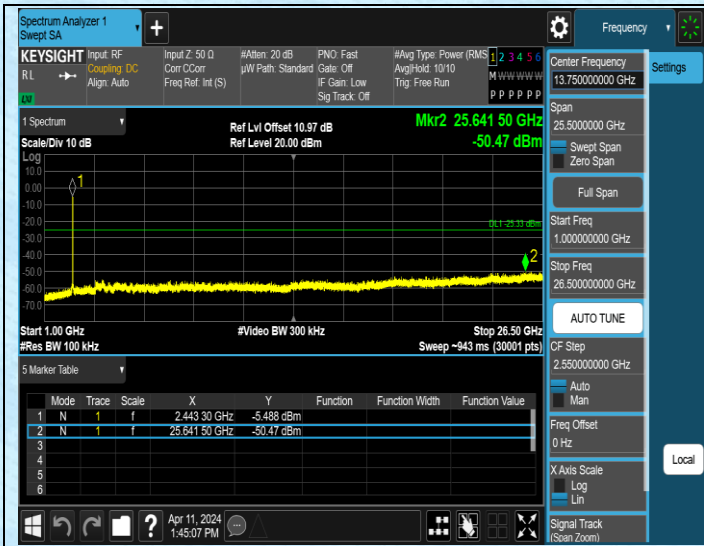 Spectrum Analyzer 1
Swept SA
+
Frequency
KEYSIGHT
RL
LXI
Input: RF
Coupling: DC
Align: Auto
Input Z: 50 Ω
Corr CCorr
Freq Ref: Int (S)
#Atten: 20 dB
µW Path: Standard
PNO: Fast
Gate: Off
IF Gain: Low
Sig Track: Off
#Avg Type: Power (RMS
Avg|Hold: 10/10
Trig: Free Run
1 2 3 4 5 6
M W W W W W
P P P P P P
1 Spectrum
Scale/Div 10 dB
Ref Lvl Offset 10.97 dB
Ref Level 20.00 dBm
Mkr2 25.641 50 GHz
-50.47 dBm
Log
10.0
0.00
-10.0
-20.0
-30.0
-40.0
-50.0
-60.0
-70.0
1
DL1 -25.33 dBm
2
Start 1.00 GHz
#Res BW 100 kHz
#Video BW 300 kHz
Stop 26.50 GHz
Sweep ~943 ms (30001 pts)
5 Marker Table
Mode Trace Scale X Y Function Function Width Function Value
1 N 1 f 2.443 30 GHz -5.488 dBm
2 N 1 f 25.641 50 GHz -50.47 dBm
3
4
5
6
?
Apr 11, 2024
1:45:07 PM
Center Frequency
13.750000000 GHz
Span
25.5000000 GHz
Swept Span
Zero Span
Full Span
Start Freq
1.000000000 GHz
Stop Freq
26.500000000 GHz
AUTO TUNE
CF Step
2.550000000 GHz
Auto
Man
Freq Offset
0 Hz
X Axis Scale
Log
Lin
Signal Track
(Span Zoom)
Settings
Local